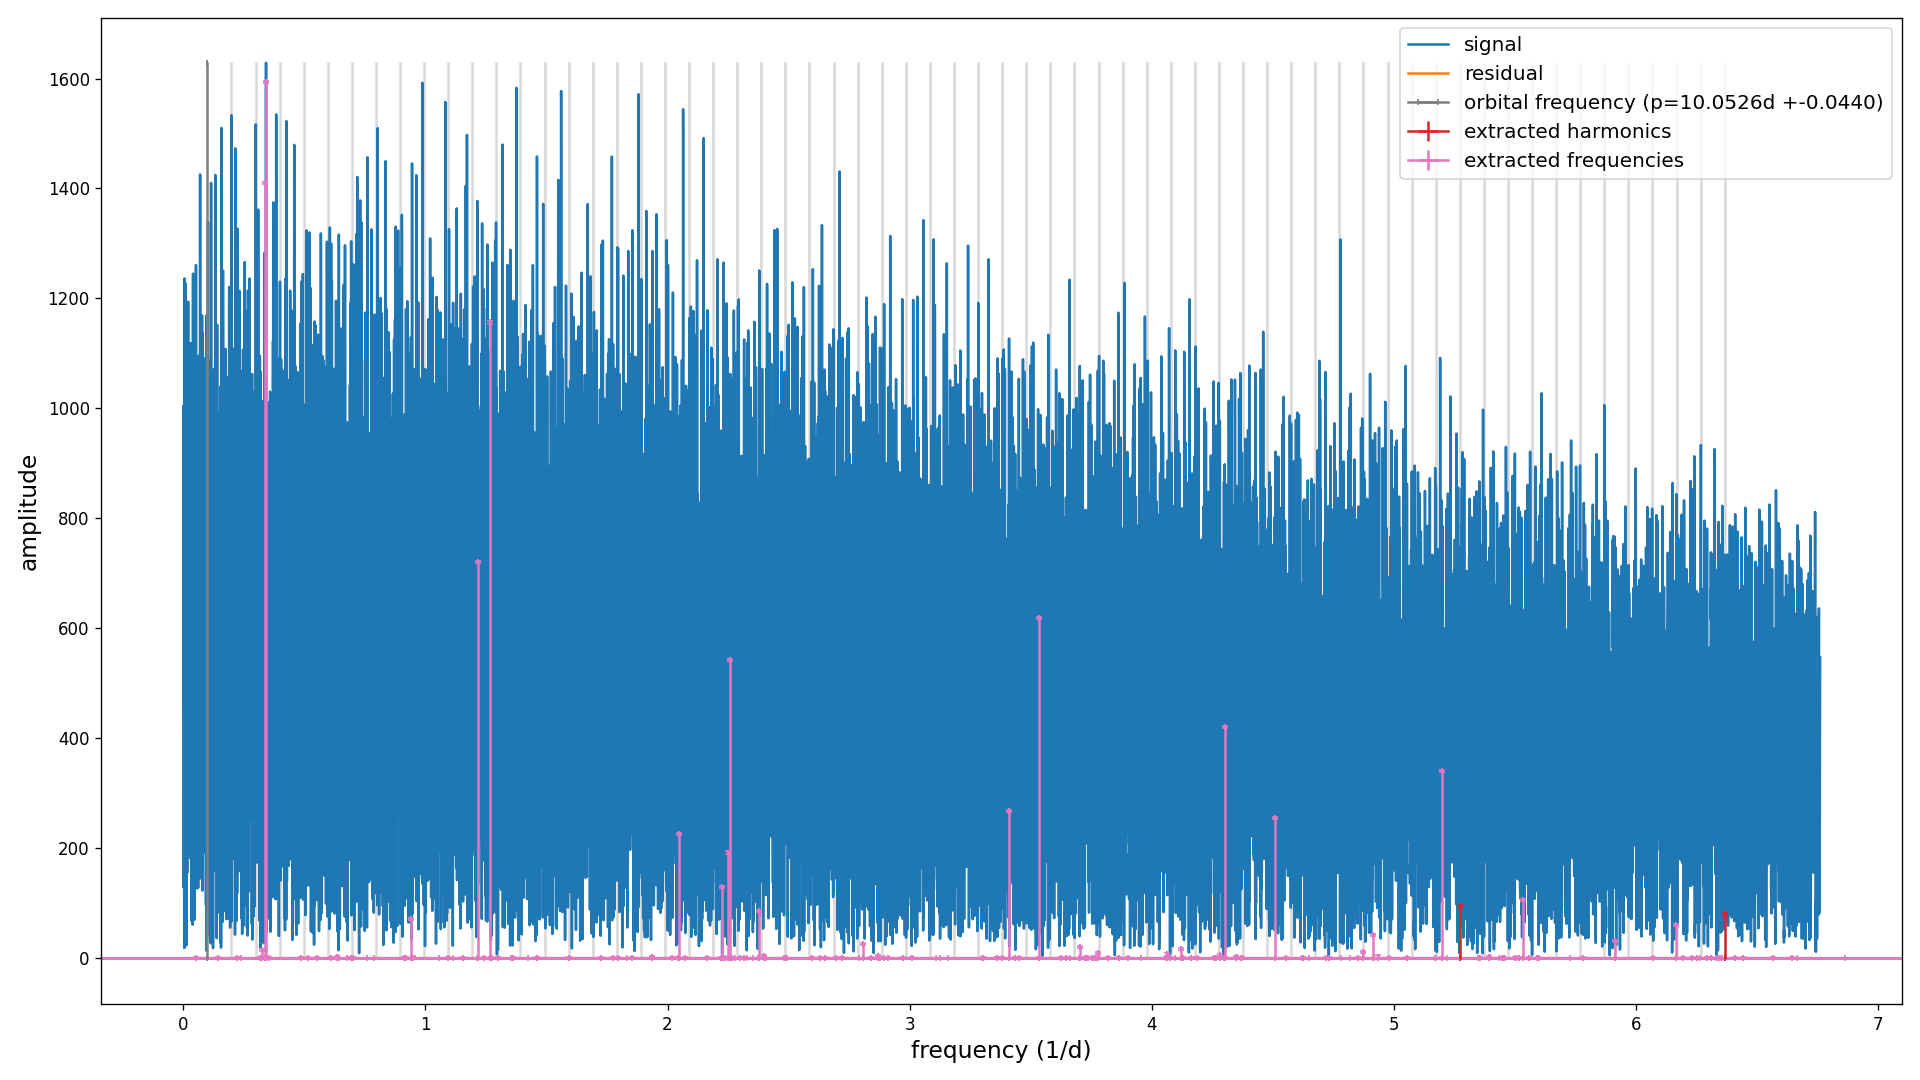 signal
residual
orbital frequency (p=10.0526d +-0.0440)
extracted harmonics
extracted frequencies
1600
1400
1200
1000
800
600
400
200
0
amplitude
0 1 2 3 4 5 6 7
frequency (1/d)